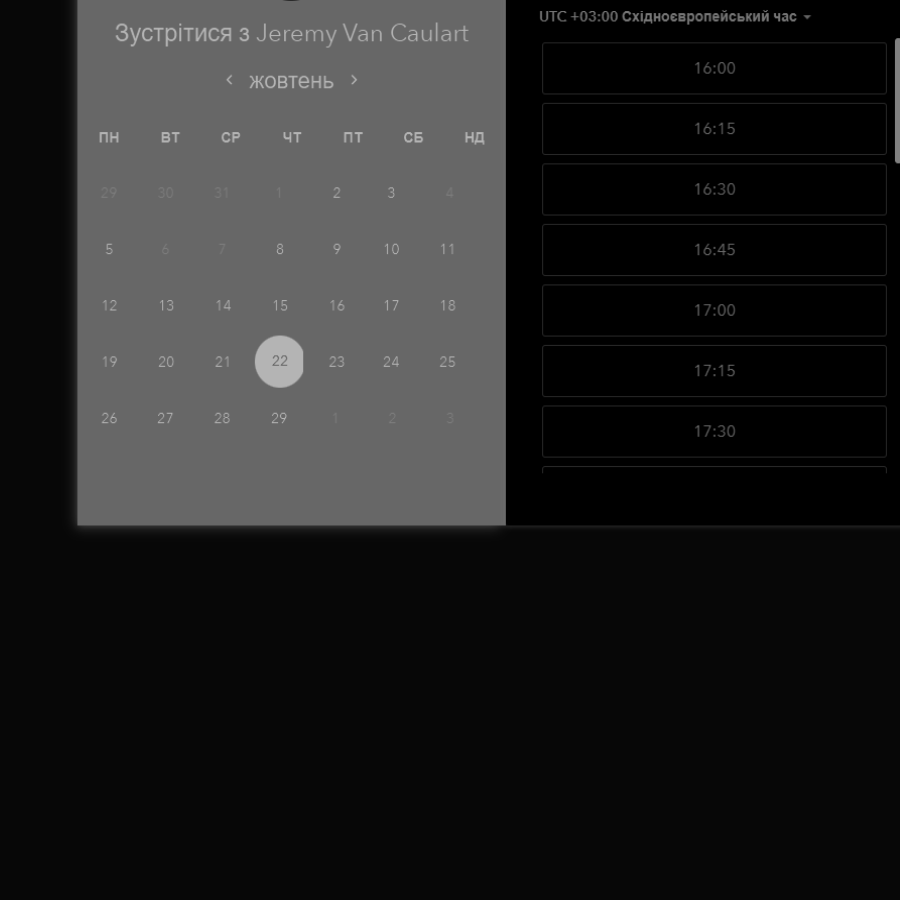 Зустрітися з Jeremy Van Caulart
жовтень
ПН ВТ СР ЧТ ПТ СБ НД
29 30 31 1 2 3 4
5 6 7 8 9 10 11
12 13 14 15 16 17 18
19 20 21 22 23 24 25
26 27 28 29 1 2 3
UTC +03:00 Східноєвропейський час
16:00
16:15
16:30
16:45
17:00
17:15
17:30